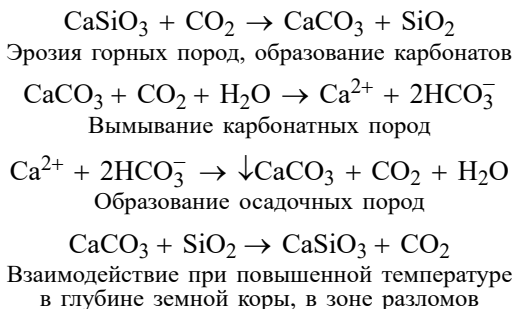 CaSiO₃ + CO₂ → CaCO₃ + SiO₂
Эрозия горных пород, образование карбонатов
CaCO₃ + CO₂ + H₂O → Ca²⁺ + 2HCO₃⁻
Вымывание карбонатных пород
Ca²⁺ + 2HCO₃⁻ → ↓CaCO₃ + CO₂ + H₂O
Образование осадочных пород
CaCO₃ + SiO₂ → CaSiO₃ + CO₂
Взаимодействие при повышенной температуре
в глубине земной коры, в зоне разломов